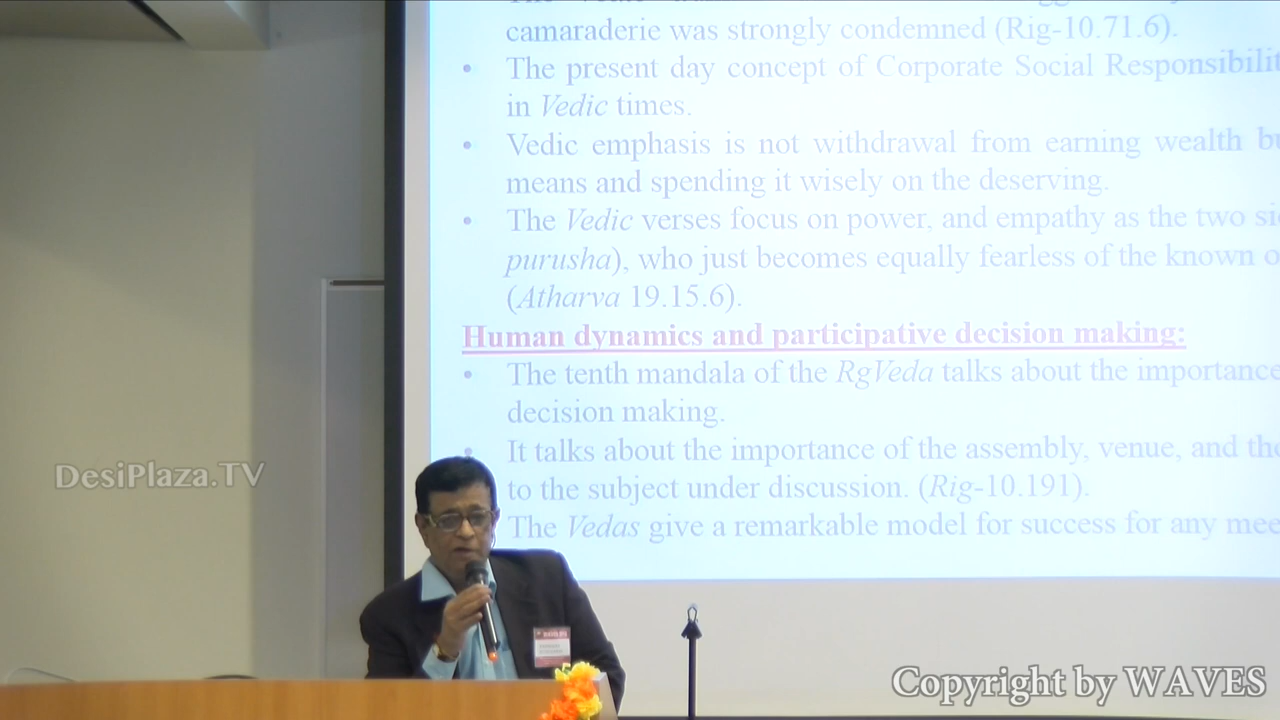 camaraderie was strongly condemned (Rig-10.71.6).
• The present day concept of Corporate Social Responsibilit
in Vedic times.
• Vedic emphasis is not withdrawal from earning wealth bu
means and spending it wisely on the deserving.
• The Vedic verses focus on power, and empathy as the two si
purusha), who just becomes equally fearless of the known o
(Atharva 19.15.6).
Human dynamics and participative decision making:
• The tenth mandala of the RgVeda talks about the importance
decision making.
• It talks about the importance of the assembly, venue, and the
to the subject under discussion. (Rig-10.191).
The Vedas give a remarkable model for success for any mee
DesiPlaza.TV
Copyright by WAVES